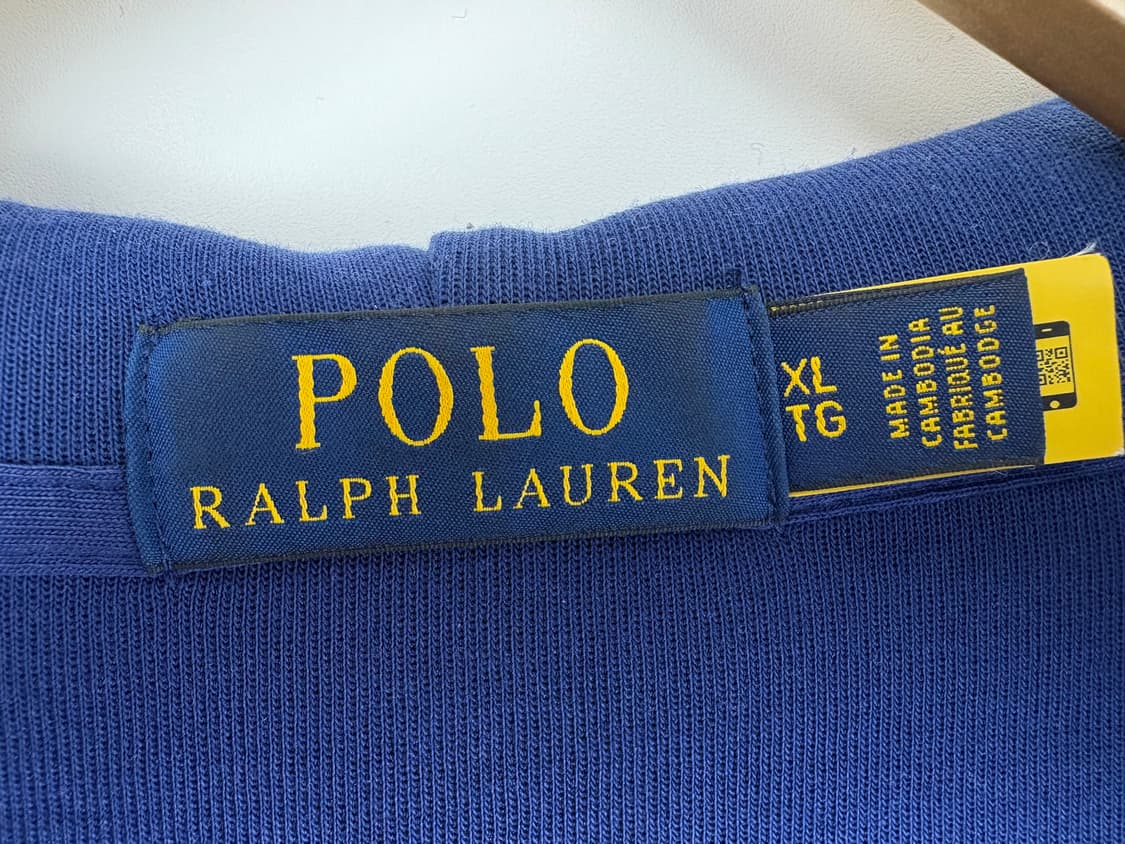 POLO
RALPH LAUREN
XL
TG
MADE IN
CAMBODIA
FABRIQUÉ AU
CAMBODGE